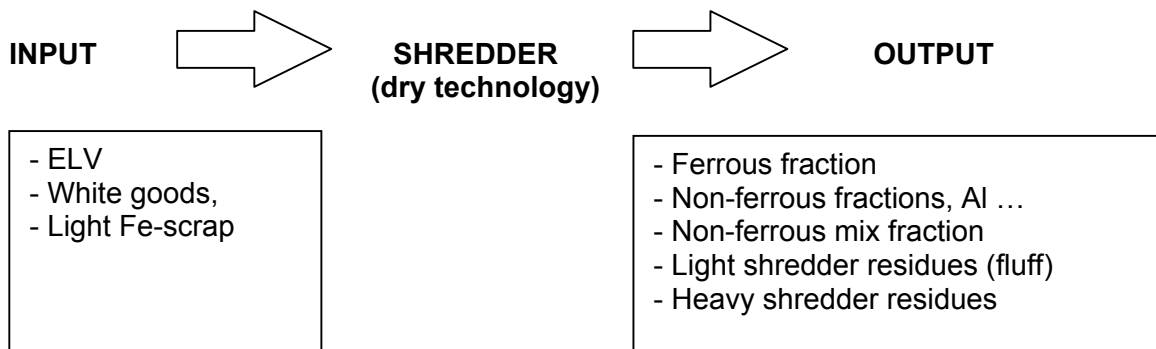 INPUT
SHREDDER
(dry technology)
OUTPUT
- ELV
- White goods,
- Light Fe-scrap
- Ferrous fraction
- Non-ferrous fractions, Al …
- Non-ferrous mix fraction
- Light shredder residues (fluff)
- Heavy shredder residues